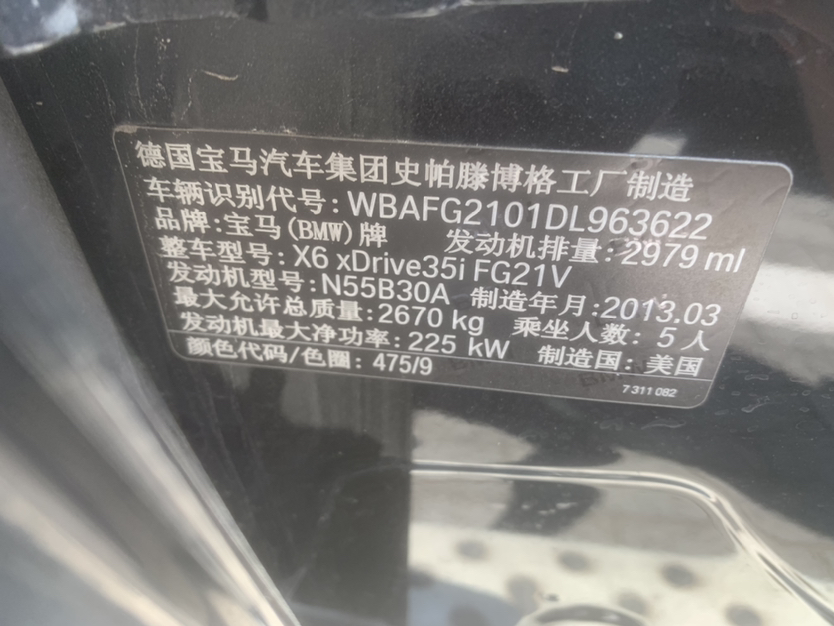 德国宝马汽车集团史帕滕博格工厂制造
车辆识别代号: WBAFG2101DL963622
品牌:宝马(BMW)牌 发动机排量:2979 ml
整车型号: X6 xDrive35i FG21V
发动机型号:N55B30A 制造年月:2013.03
最大允许总质量:2670 kg 乘坐人数: 5 人
发动机最大净功率: 225 kW 制造国: 美国
颜色代码/色圈: 475/9
7 311 082